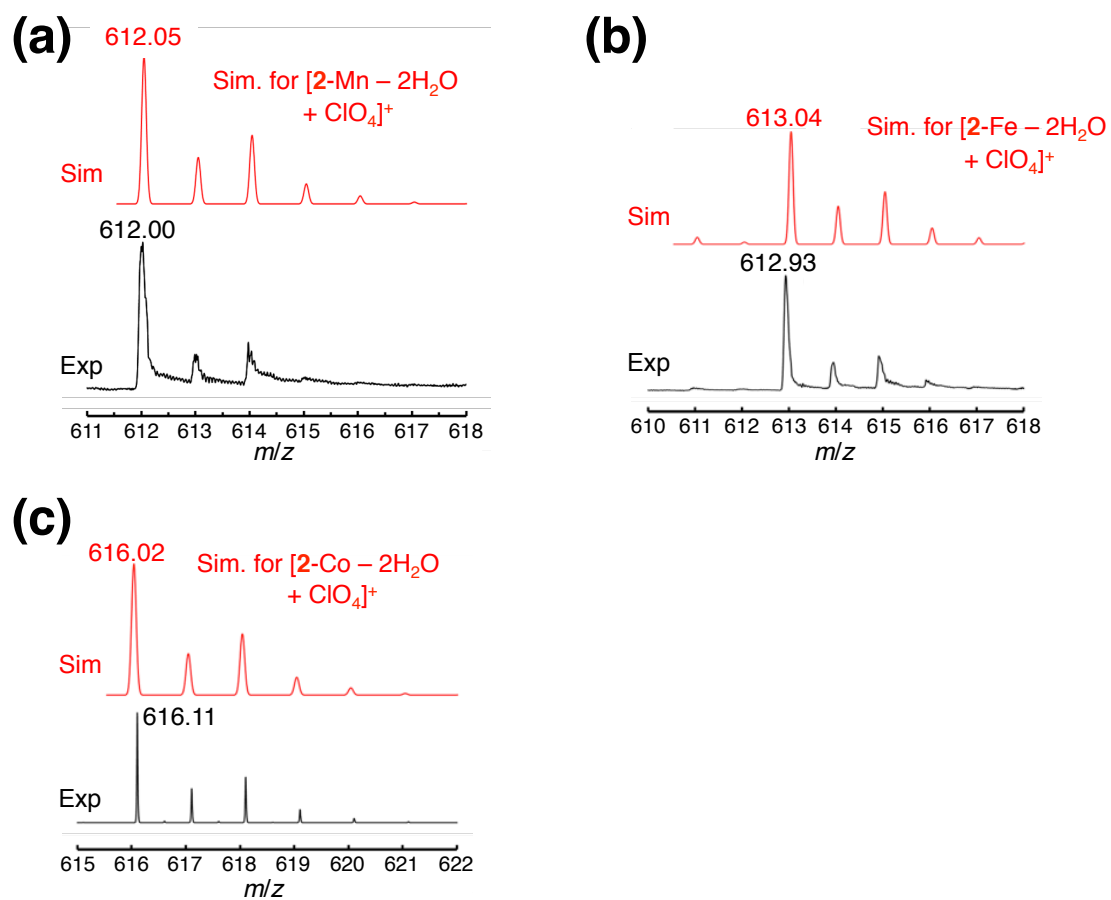 (a)
612.05
Sim. for [2-Mn – 2H₂O
+ ClO₄]⁺
Sim
612.00
Exp
611 612 613 614 615 616 617 618
m/z
(b)
613.04
Sim. for [2-Fe – 2H₂O
+ ClO₄]⁺
Sim
612.93
Exp
610 611 612 613 614 615 616 617 618
m/z
(c)
616.02
Sim. for [2-Co – 2H₂O
+ ClO₄]⁺
Sim
616.11
Exp
615 616 617 618 619 620 621 622
m/z